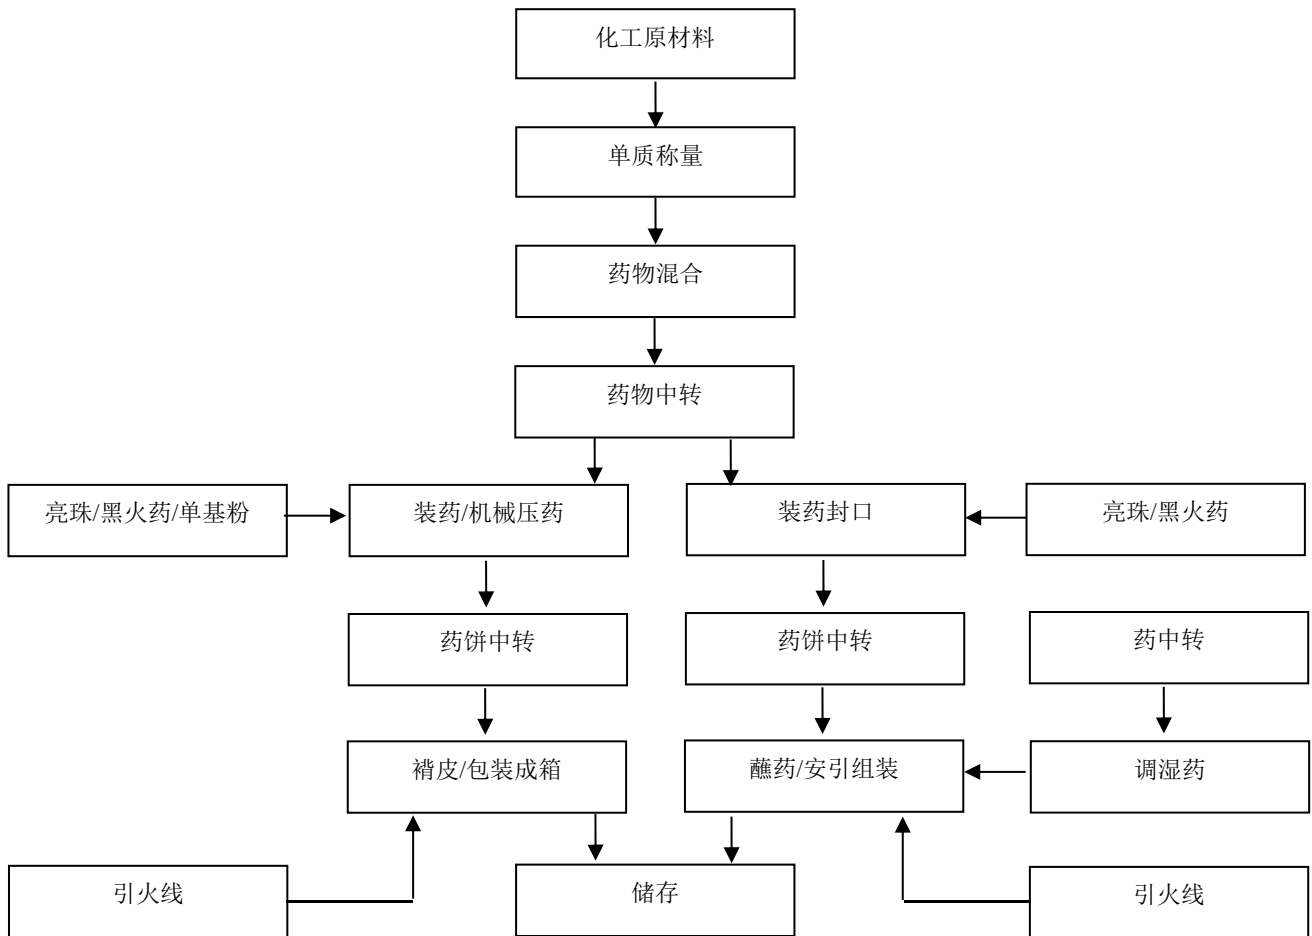 化工原材料
单质称量
药物混合
药物中转
亮珠/黑火药/单基粉
装药/机械压药
装药封口
亮珠/黑火药
药饼中转
药饼中转
药中转
褙皮/包装成箱
蘸药/安引组装
调湿药
引火线
储存
引火线